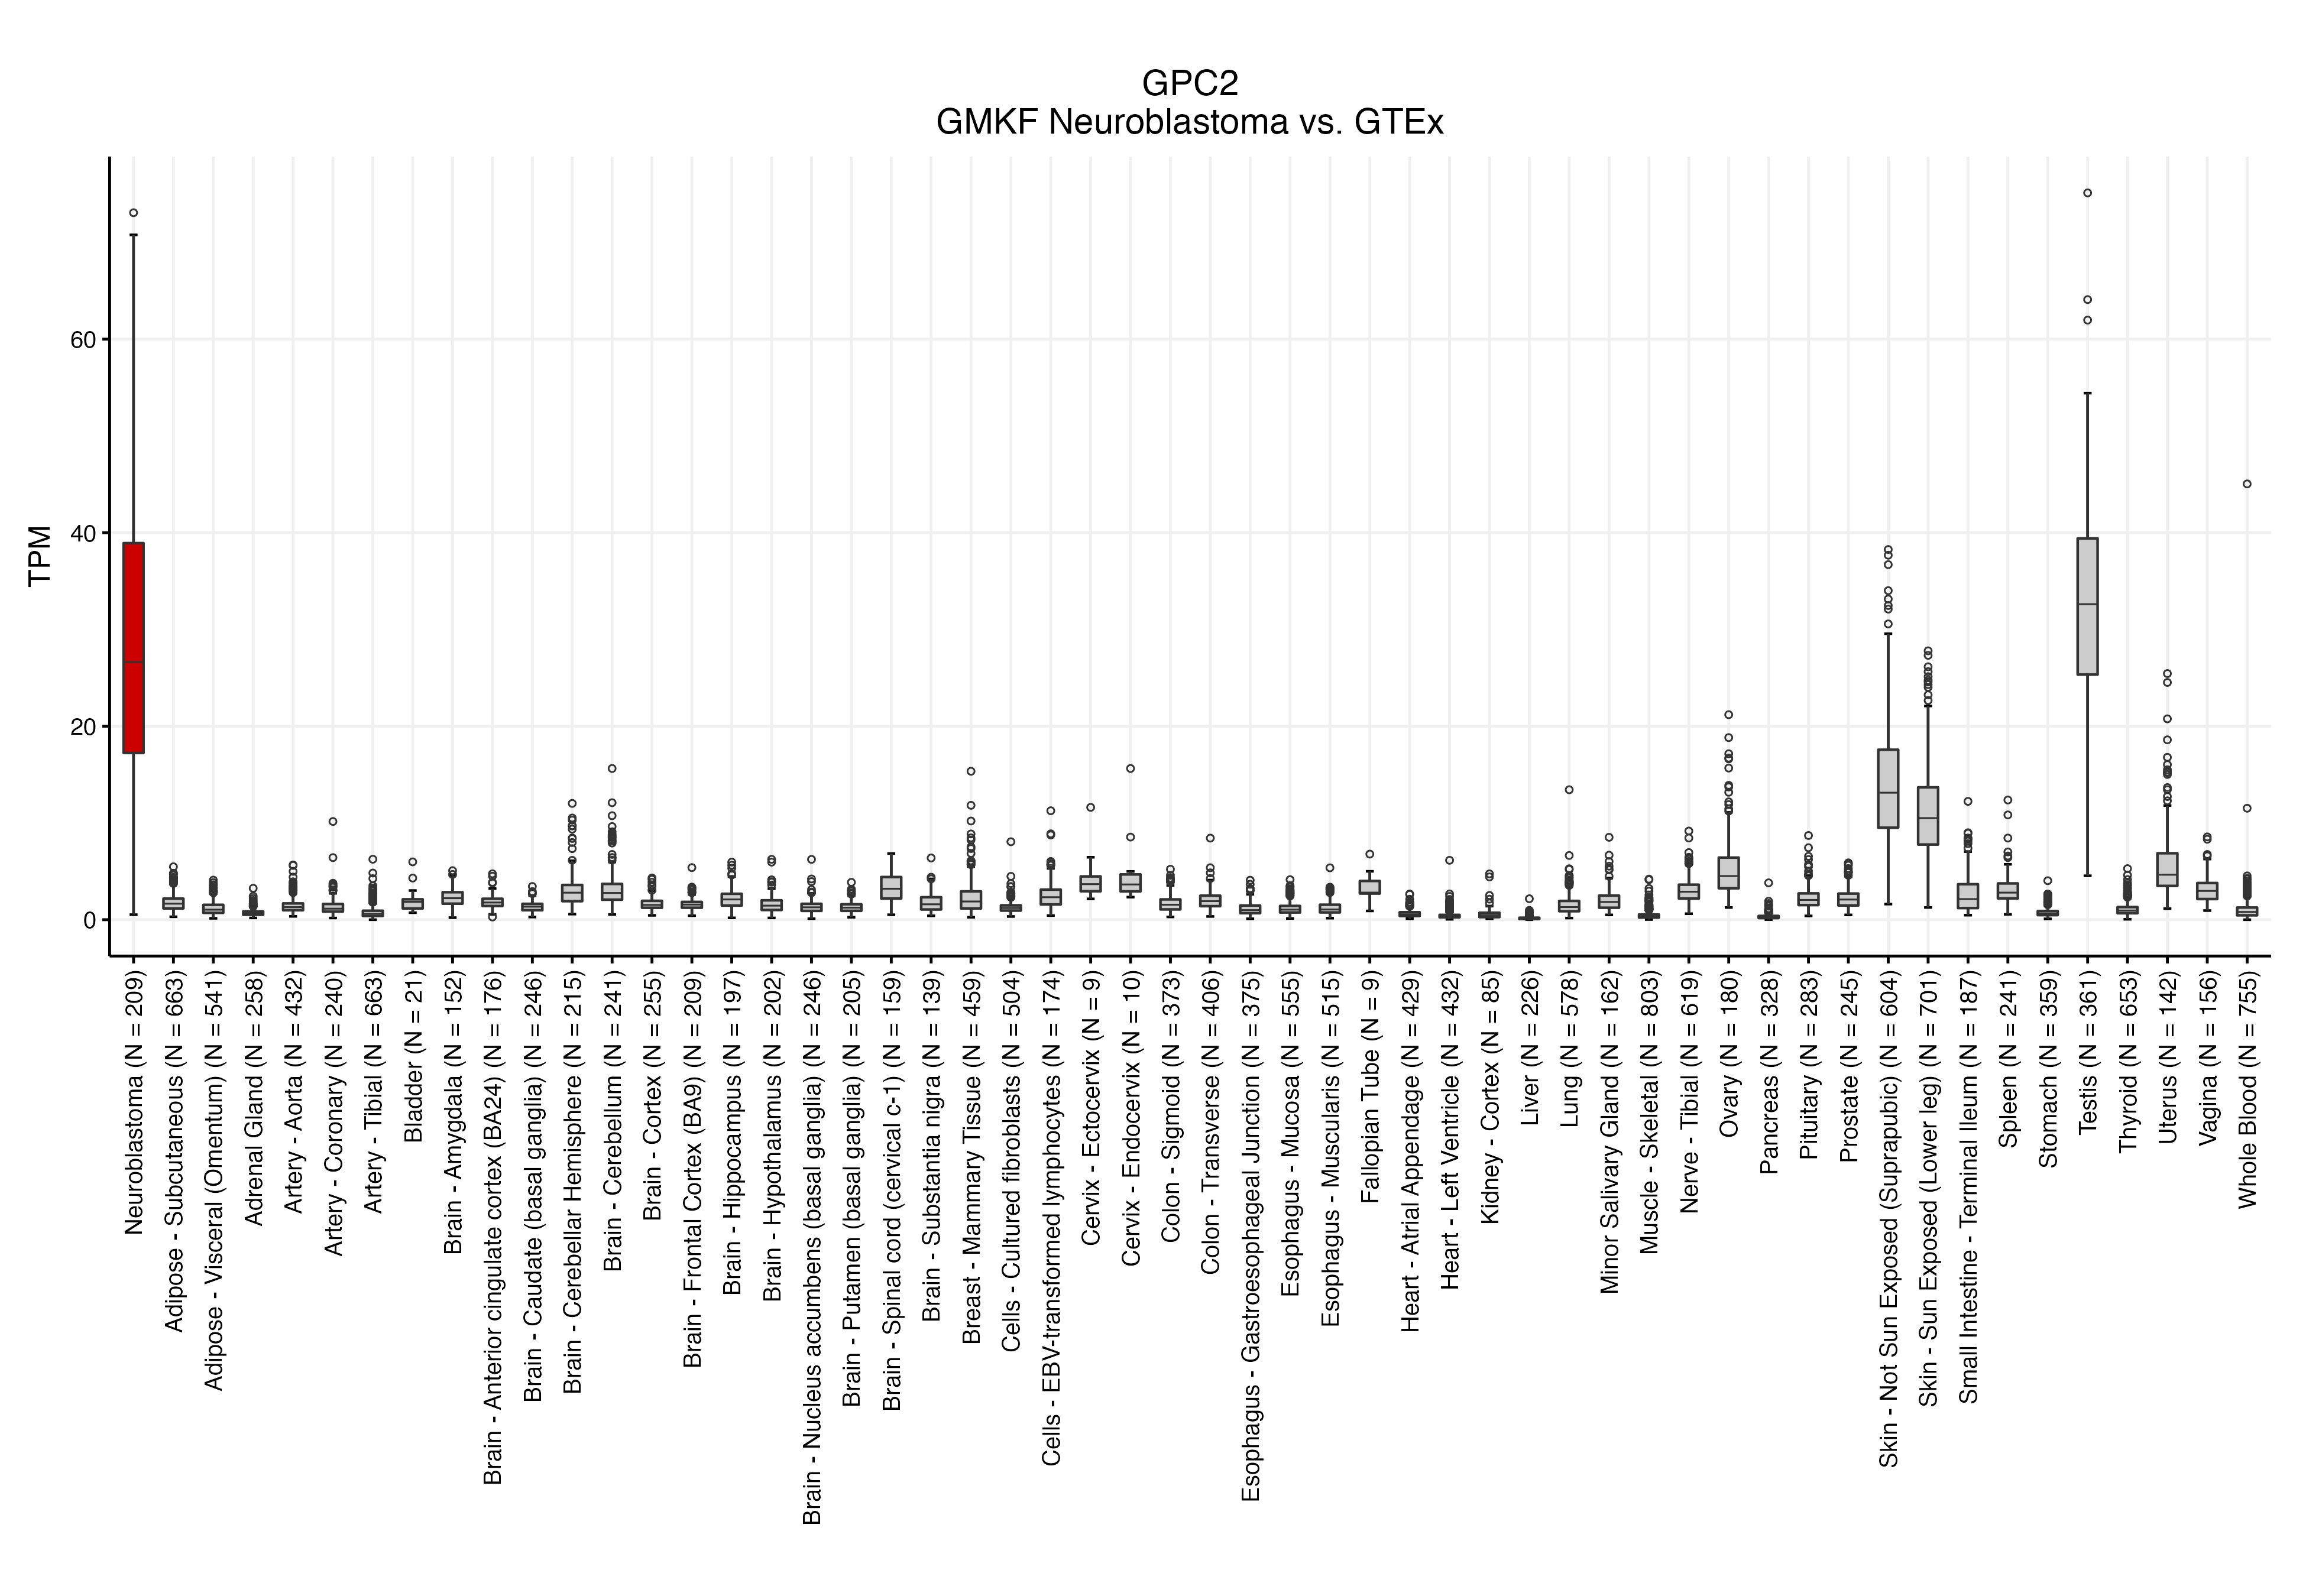 GPC2
GMKF Neuroblastoma vs. GTEx
TPM
60
40
20
0
Neuroblastoma (N = 209)
Adipose - Subcutaneous (N = 663)
Adipose - Visceral (Omentum) (N = 541)
Adrenal Gland (N = 258)
Artery - Aorta (N = 432)
Artery - Coronary (N = 240)
Artery - Tibial (N = 663)
Bladder (N = 21)
Brain - Amygdala (N = 152)
Brain - Anterior cingulate cortex (BA24) (N = 176)
Brain - Caudate (basal ganglia) (N = 246)
Brain - Cerebellar Hemisphere (N = 215)
Brain - Cerebellum (N = 241)
Brain - Cortex (N = 255)
Brain - Frontal Cortex (BA9) (N = 209)
Brain - Hippocampus (N = 197)
Brain - Hypothalamus (N = 202)
Brain - Nucleus accumbens (basal ganglia) (N = 246)
Brain - Putamen (basal ganglia) (N = 205)
Brain - Spinal cord (cervical c-1) (N = 159)
Brain - Substantia nigra (N = 139)
Breast - Mammary Tissue (N = 459)
Cells - Cultured fibroblasts (N = 504)
Cells - EBV-transformed lymphocytes (N = 174)
Cervix - Ectocervix (N = 9)
Cervix - Endocervix (N = 10)
Colon - Sigmoid (N = 373)
Colon - Transverse (N = 406)
Esophagus - Gastroesophageal Junction (N = 375)
Esophagus - Mucosa (N = 555)
Esophagus - Muscularis (N = 515)
Fallopian Tube (N = 9)
Heart - Atrial Appendage (N = 429)
Heart - Left Ventricle (N = 432)
Kidney - Cortex (N = 85)
Liver (N = 226)
Lung (N = 578)
Minor Salivary Gland (N = 162)
Muscle - Skeletal (N = 803)
Nerve - Tibial (N = 619)
Ovary (N = 180)
Pancreas (N = 328)
Pituitary (N = 283)
Prostate (N = 245)
Skin - Not Sun Exposed (Suprapubic) (N = 604)
Skin - Sun Exposed (Lower leg) (N = 701)
Small Intestine - Terminal Ileum (N = 187)
Spleen (N = 241)
Stomach (N = 359)
Testis (N = 361)
Thyroid (N = 653)
Uterus (N = 142)
Vagina (N = 156)
Whole Blood (N = 755)